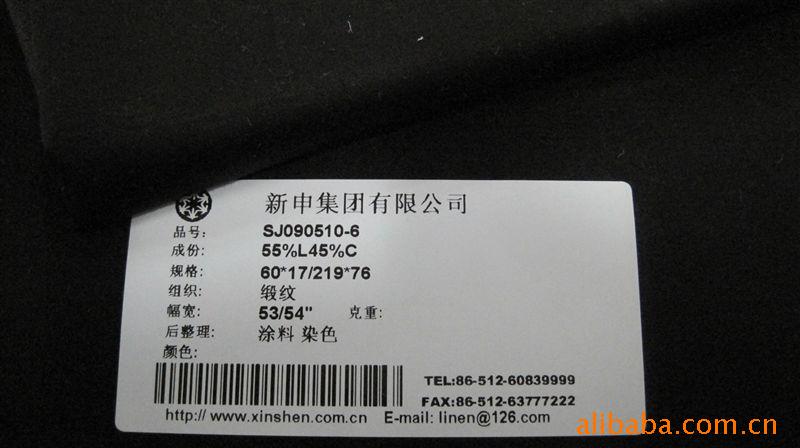 新申集团有限公司
品号: SJ090510-6
成份: 55%L45%C
规格: 60*17/219*76
组织: 缎纹
幅宽: 53/54" 克重:
后整理: 涂料 染色
颜色:
TEL:86-512-60839999
FAX:86-512-63777222
http://www.xinshen.com.cn E-mail: linen@126.com
alibaba.com.cn